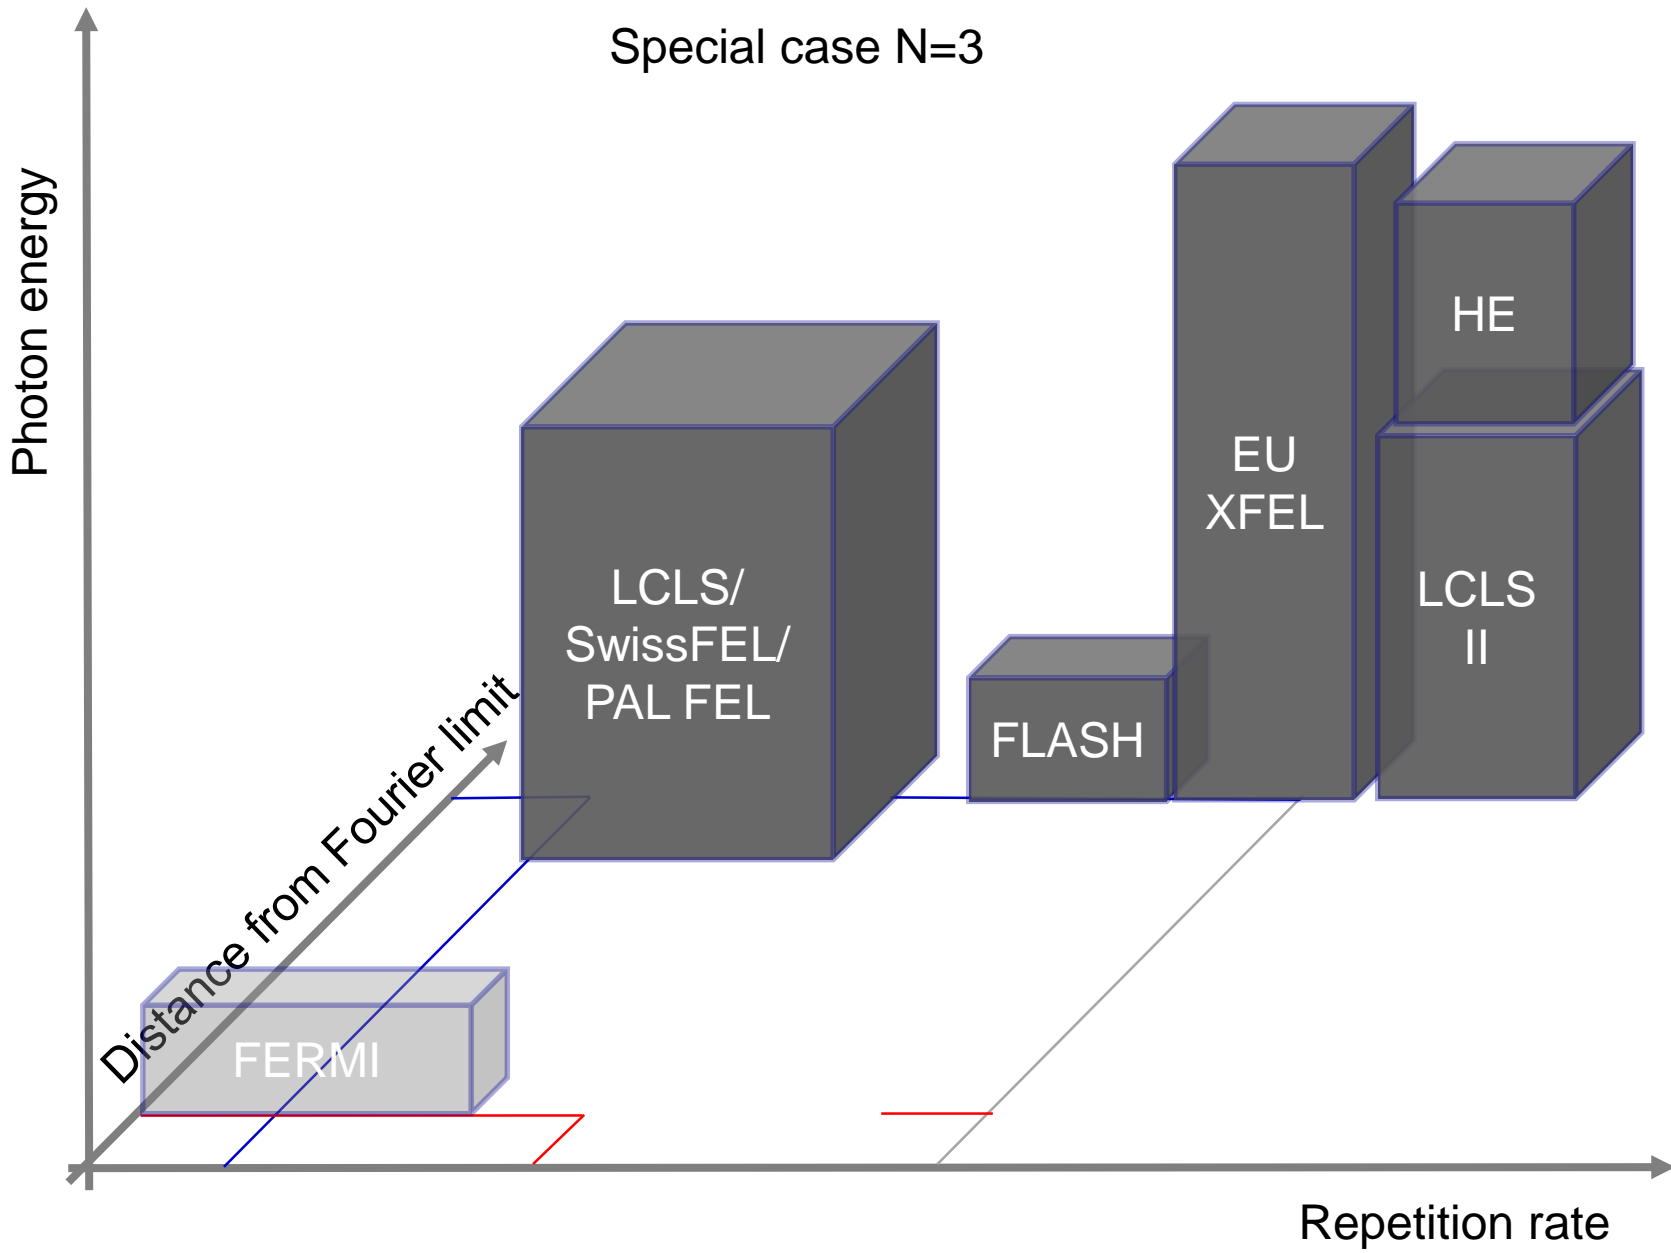 Special case N=3
Photon energy
HE
EU
XFEL
LCLS/
SwissFEL/
PAL FEL
LCLS
II
FLASH
Distance from Fourier limit
FERMI
Repetition rate